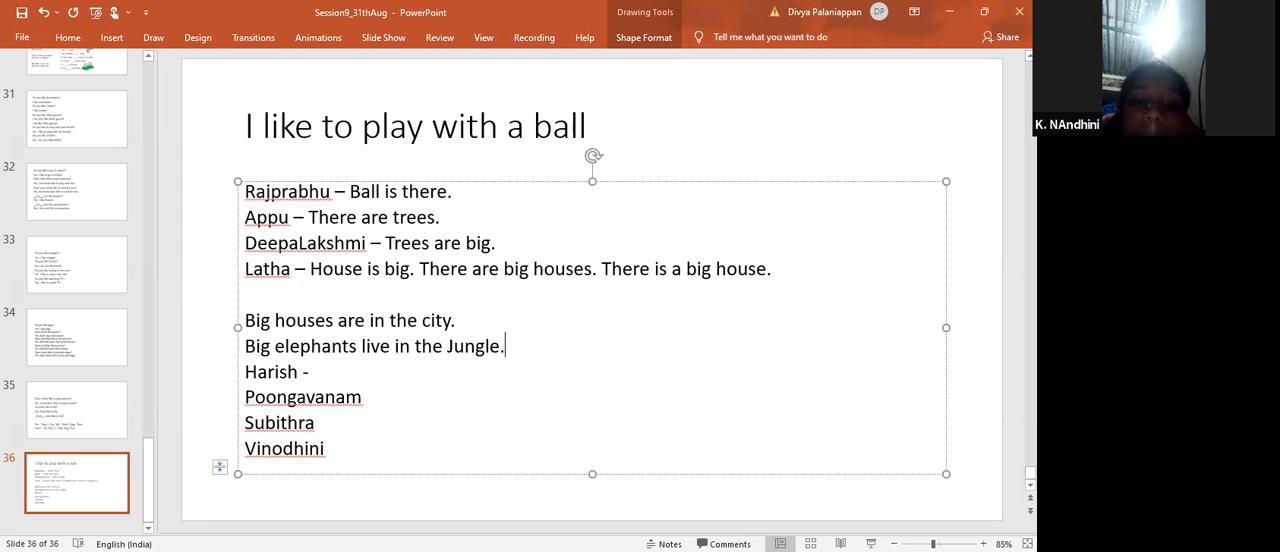 Session9_31thAug - PowerPoint
Drawing Tools
Divya Palaniappan
DP
File
Home
Insert
Draw
Design
Transitions
Animations
Slide Show
Review
View
Recording
Help
Shape Format
Tell me what you want to do
Share
K. NAndhini
31
32
33
34
35
36
I like to play with a ball
Rajprabhu – Ball is there.
Appu – There are trees.
DeepaLakshmi – Trees are big.
Latha – House is big. There are big houses. There is a big house.
Big houses are in the city.
Big elephants live in the Jungle.
Harish -
Poongavanam
Subithra
Vinodhini
Slide 36 of 36
English (India)
Notes
Comments
85%